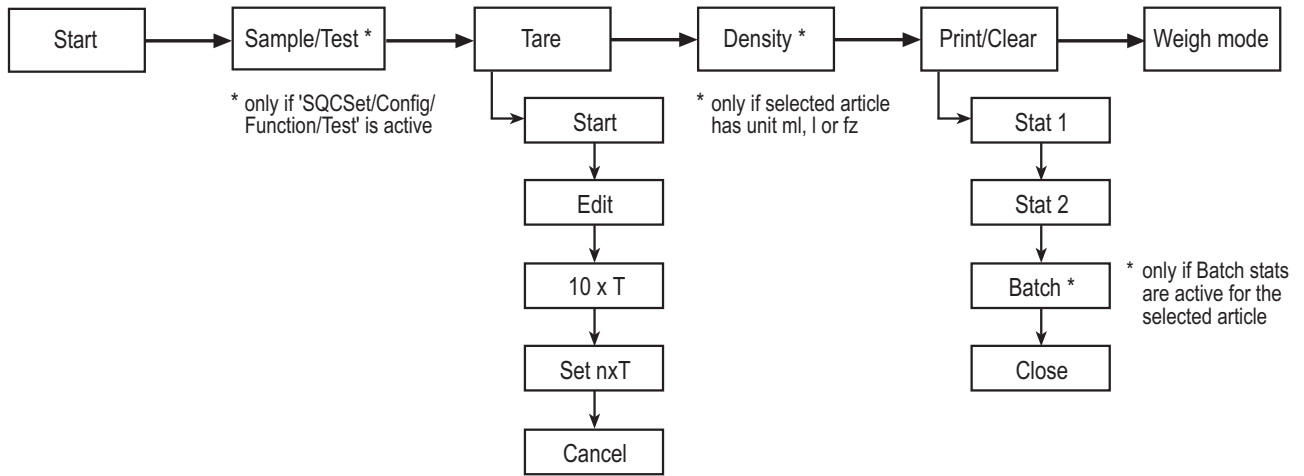 Start
Sample/Test *
Tare
Density *
Print/Clear
Weigh mode
* only if 'SQCSet/Config/
Function/Test' is active
* only if selected article
has unit ml, l or fz
Start
Edit
10 x T
Set nxT
Cancel
Stat 1
Stat 2
Batch *
Close
* only if Batch stats
are active for the
selected article